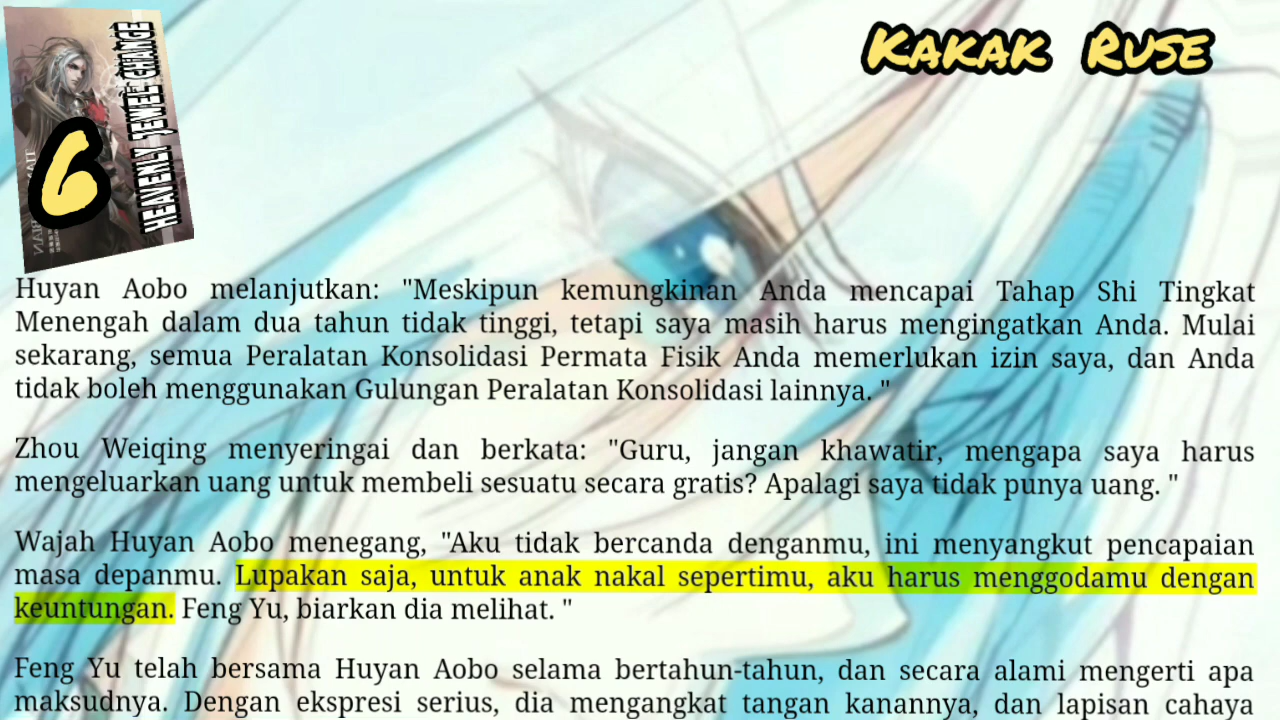 Kakak Ruse
HEAVENLY JEWEL CHANGE
6
Huyan Aobo melanjutkan: "Meskipun kemungkinan Anda mencapai Tahap Shi Tingkat
Menengah dalam dua tahun tidak tinggi, tetapi saya masih harus mengingatkan Anda. Mulai
sekarang, semua Peralatan Konsolidasi Permata Fisik Anda memerlukan izin saya, dan Anda
tidak boleh menggunakan Gulungan Peralatan Konsolidasi lainnya. "
Zhou Weiqing menyeringai dan berkata: "Guru, jangan khawatir, mengapa saya harus
mengeluarkan uang untuk membeli sesuatu secara gratis? Apalagi saya tidak punya uang. "
Wajah Huyan Aobo menegang, "Aku tidak bercanda denganmu, ini menyangkut pencapaian
masa depanmu. Lupakan saja, untuk anak nakal sepertimu, aku harus menggodamu dengan
keuntungan. Feng Yu, biarkan dia melihat. "
Feng Yu telah bersama Huyan Aobo selama bertahun-tahun, dan secara alami mengerti apa
maksudnya. Dengan ekspresi serius, dia mengangkat tangan kanannya, dan lapisan cahaya